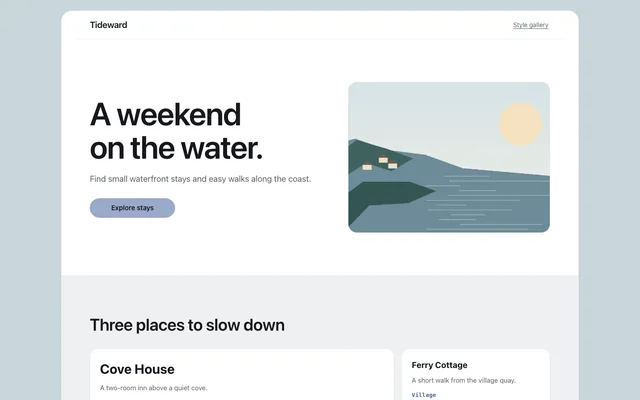 Tideward
Style gallery
A weekend
on the water.
Find small waterfront stays and easy walks along the coast.
Explore stays
Three places to slow down
Cove House
A two-room inn above a quiet cove.
Ferry Cottage
A short walk from the village quay.
Village